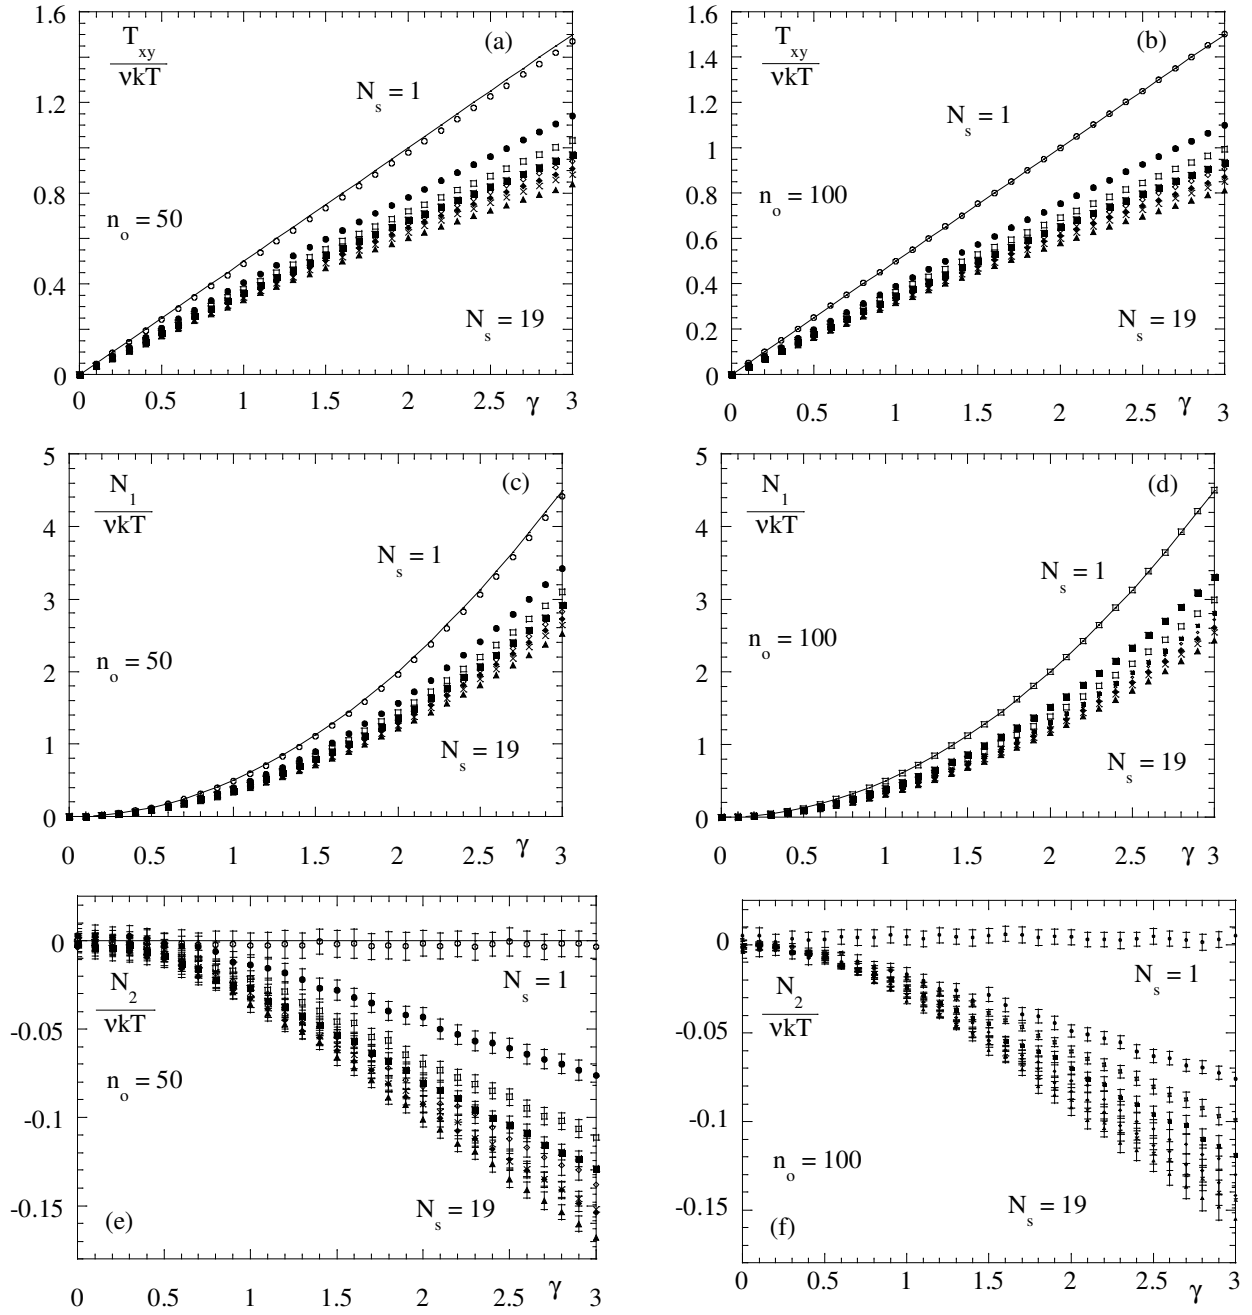 1.6
T_xy
νkT
(a)
N_s = 1
1.2
0.8
n_o = 50
0.4
N_s = 19
0
0 0.5 1 1.5 2 2.5 γ 3
1.6
T_xy
νkT
(b)
1.4
1.2
N_s = 1
1
0.8
n_o = 100
0.6
0.4
N_s = 19
0.2
0
0 0.5 1 1.5 2 2.5 γ 3
5
N_1
νkT
(c)
4
N_s = 1
3
n_o = 50
2
1
N_s = 19
0
0 0.5 1 1.5 2 2.5 γ 3
5
N_1
νkT
(d)
4
N_s = 1
3
n_o = 100
2
1
N_s = 19
0
0 0.5 1 1.5 2 2.5 γ 3
0
N_2
νkT
N_s = 1
-0.05
n_o = 50
-0.1
-0.15
(e)
N_s = 19
0 0.5 1 1.5 2 2.5 γ 3
0
N_2
νkT
N_s = 1
-0.05
-0.1
n_o = 100
-0.15
(f)
N_s = 19
0 0.5 1 1.5 2 2.5 γ 3